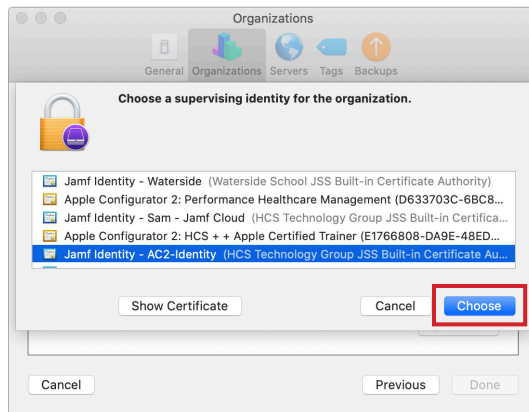 Organizations
General Organizations Servers Tags Backups
Choose a supervising identity for the organization.
Jamf Identity - Waterside (Waterside School JSS Built-in Certificate Authority)
Apple Configurator 2: Performance Healthcare Management (D633703C-6BC8...
Jamf Identity - Sam - Jamf Cloud (HCS Technology Group JSS Built-in Certifica...
Apple Configurator 2: HCS + + Apple Certified Trainer (E1766808-DA9E-48ED...
Jamf Identity - AC2-Identity (HCS Technology Group JSS Built-in Certificate Au...
Show Certificate Cancel Choose
Cancel Previous Done